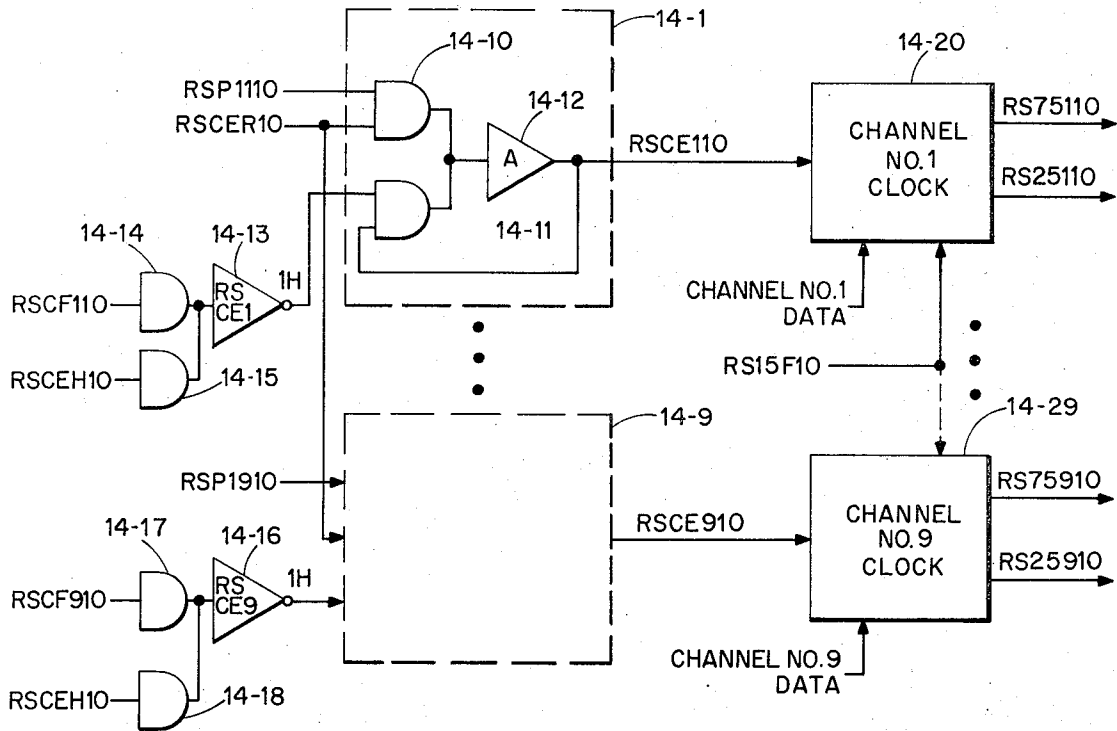 14-1
14-10
14-20
RSP1110
14-12
RS75110
RSCER10
A
RSCE110
CHANNEL
NO.1
CLOCK
RS25110
14-14
14-13
14-11
1H
RS
CE1
RSCF110
CHANNEL NO.1
DATA
RSCEH10
14-15
RS15F10
14-9
14-29
RSP1910
RS75910
14-17
14-16
RSCE910
CHANNEL
NO.9
CLOCK
1H
RS
CE9
RS25910
RSCF910
CHANNEL NO.9
DATA
RSCEH10
14-18